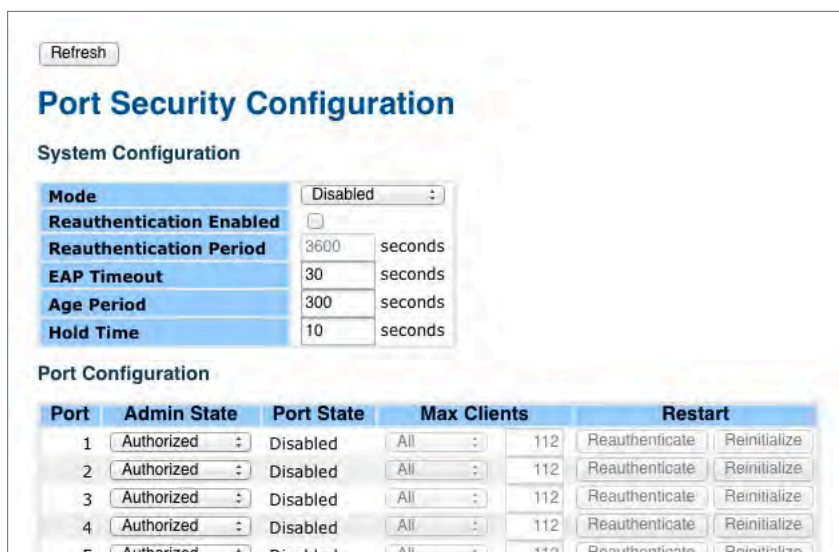 Refresh
Port Security Configuration
System Configuration
Mode Disabled
Reauthentication Enabled
Reauthentication Period 3600 seconds
EAP Timeout 30 seconds
Age Period 300 seconds
Hold Time 10 seconds
Port Configuration
Port Admin State Port State Max Clients Restart
1 Authorized Disabled All 112 Reauthenticate Reinitialize
2 Authorized Disabled All 112 Reauthenticate Reinitialize
3 Authorized Disabled All 112 Reauthenticate Reinitialize
4 Authorized Disabled All 112 Reauthenticate Reinitialize